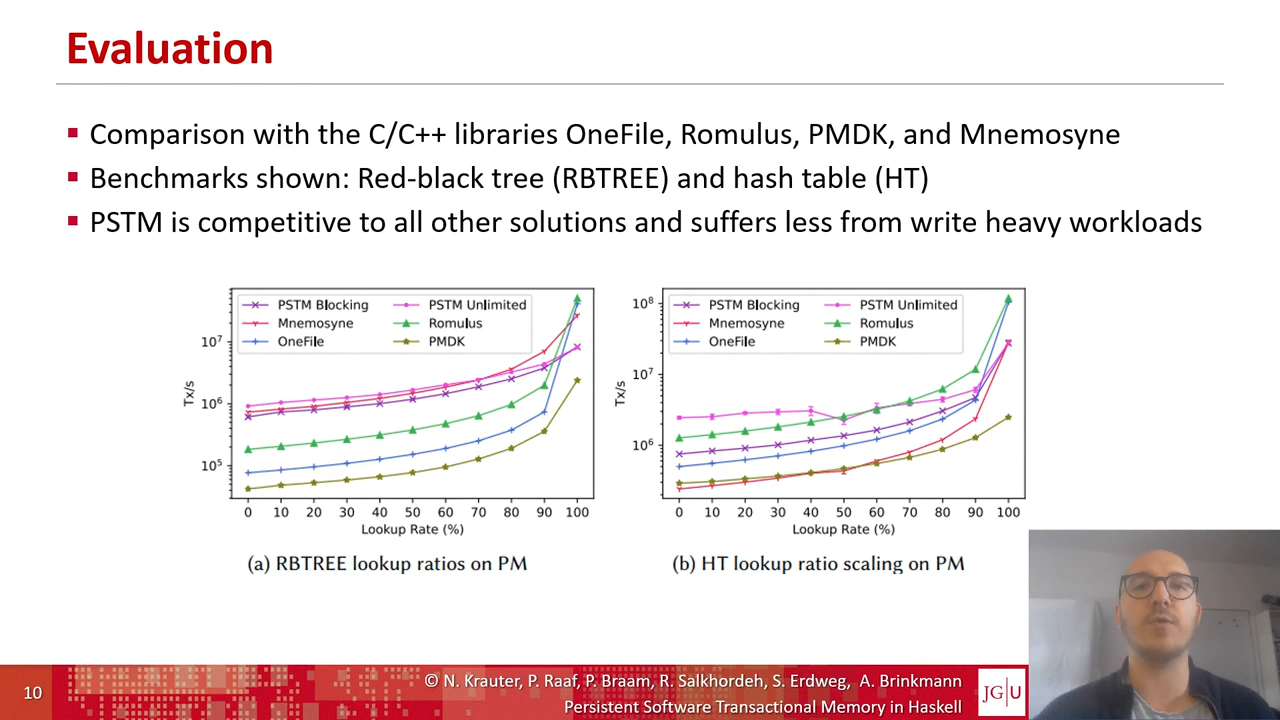 Evaluation
Comparison with the C/C++ libraries OneFile, Romulus, PMDK, and Mnemosyne
Benchmarks shown: Red-black tree (RBTREE) and hash table (HT)
PSTM is competitive to all other solutions and suffers less from write heavy workloads
PSTM Blocking
PSTM Unlimited
Mnemosyne
Romulus
OneFile
PMDK
Tx/s
10^7
10^6
10^5
0 10 20 30 40 50 60 70 80 90 100
Lookup Rate (%)
(a) RBTREE lookup ratios on PM
PSTM Blocking
PSTM Unlimited
Mnemosyne
Romulus
OneFile
PMDK
Tx/s
10^8
10^7
10^6
0 10 20 30 40 50 60 70 80 90 100
Lookup Rate (%)
(b) HT lookup ratio scaling on PM
10
© N. Krauter, P. Raaf, P. Braam, R. Salkhordeh, S. Erdweg, A. Brinkmann
Persistent Software Transactional Memory in Haskell
JG|U